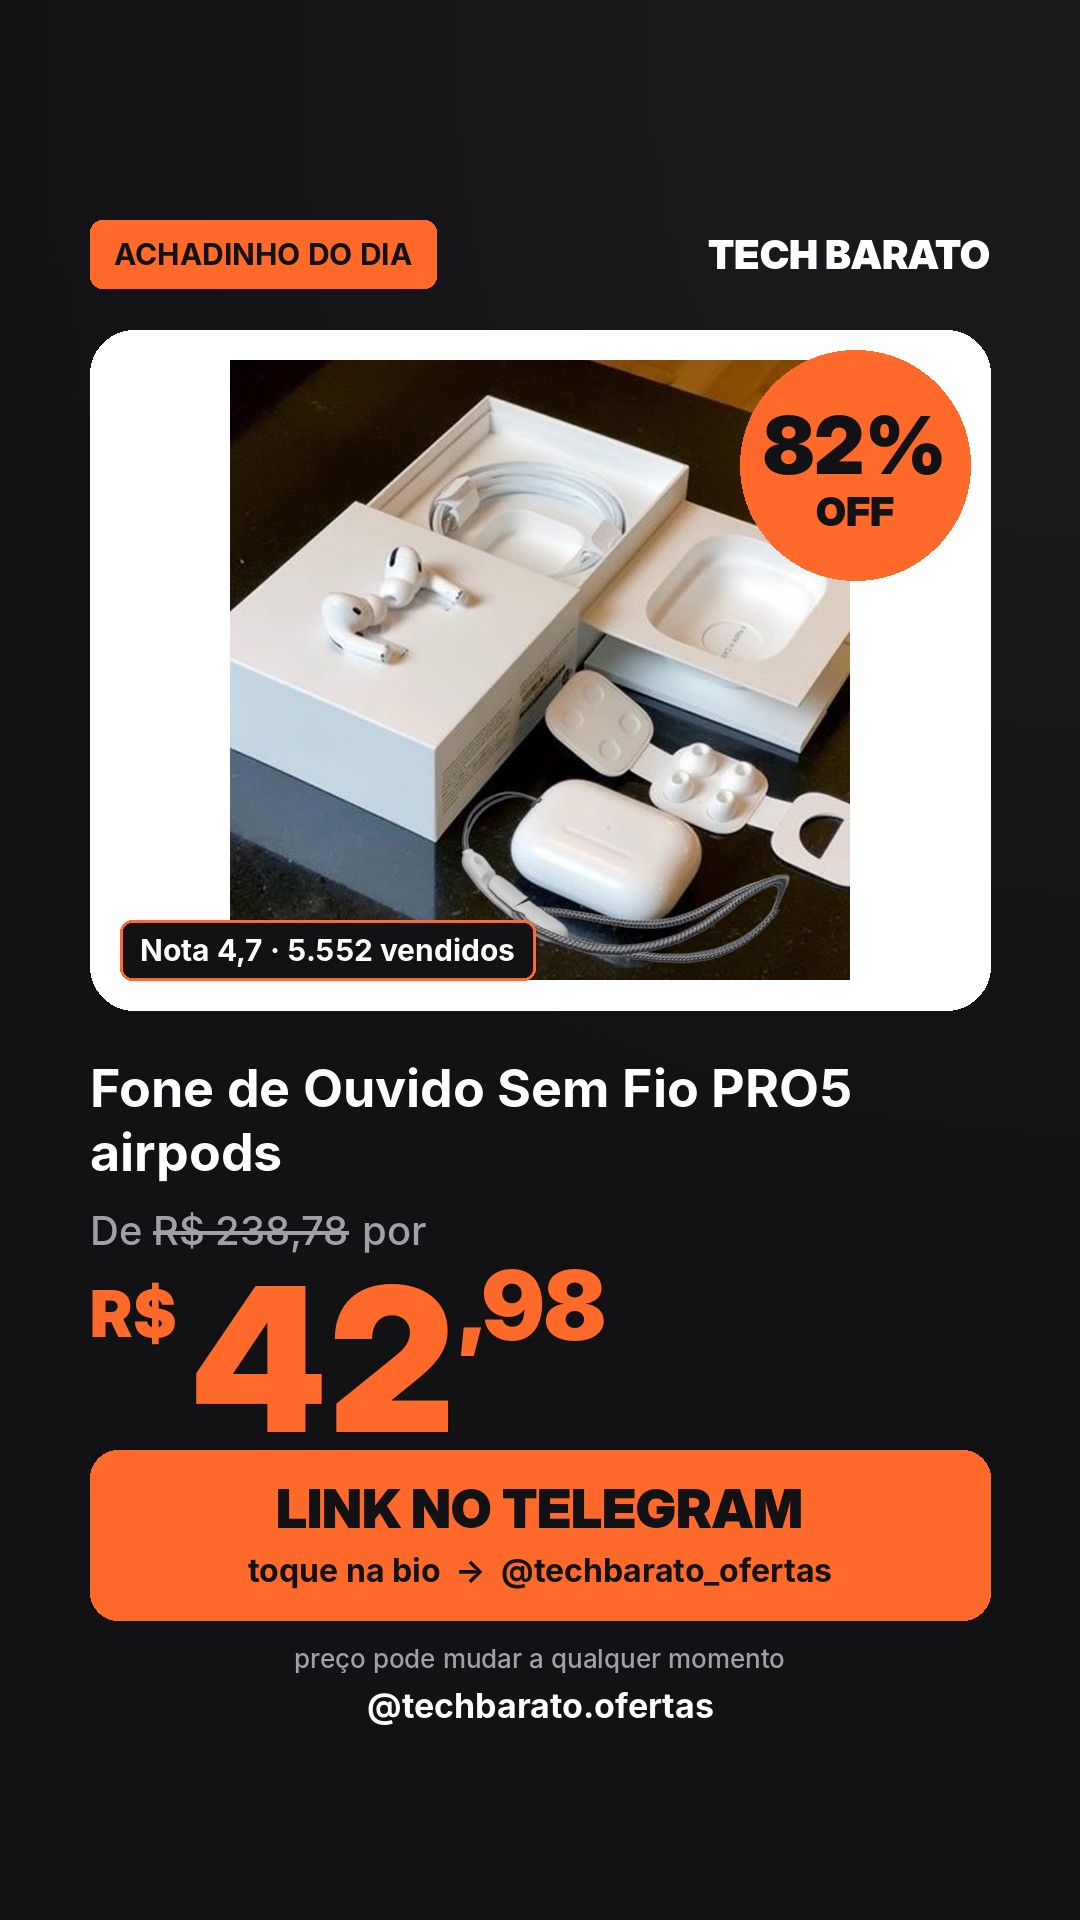 ACHADINHO DO DIA
TECH BARATO
82%
OFF
Nota 4,7 · 5.552 vendidos
Fone de Ouvido Sem Fio PRO5
airpods
De R$ 238,78 por
R$ 42,98
LINK NO TELEGRAM
toque na bio → @techbarato_ofertas
preço pode mudar a qualquer momento
@techbarato.ofertas